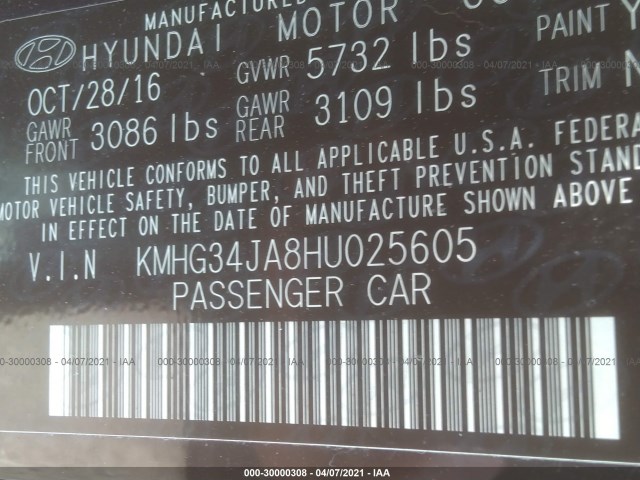 MANUFACTURED
HYUNDAI MOTOR
OCT/28/16 GVWR 5732 lbs PAINT
GAWR FRONT 3086 lbs GAWR REAR 3109 lbs TRIM
THIS VEHICLE CONFORMS TO ALL APPLICABLE U.S.A. FEDERA
MOTOR VEHICLE SAFETY, BUMPER, AND THEFT PREVENTION STAND
IN EFFECT ON THE DATE OF MANUFACTURE SHOWN ABOVE
V.I.N KMHG34JA8HU025605
PASSENGER CAR
000-30000308 - 04/07/2021 - IAA